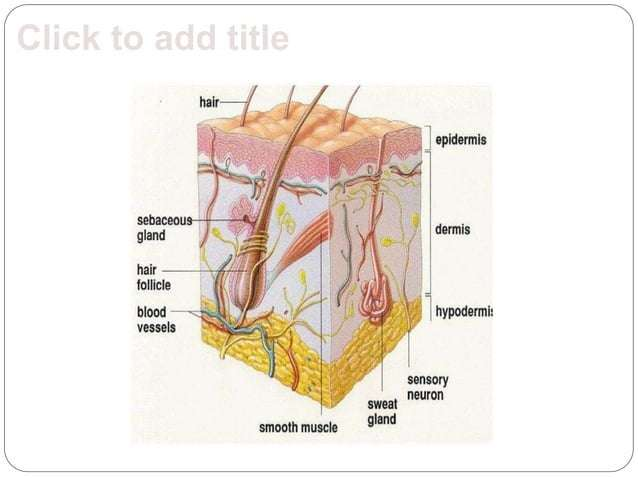 Click to add title
hair
epidermis
sebaceous
gland
dermis
hair
follicle
blood
vessels
hypodermis
sensory
neuron
sweat
gland
smooth muscle